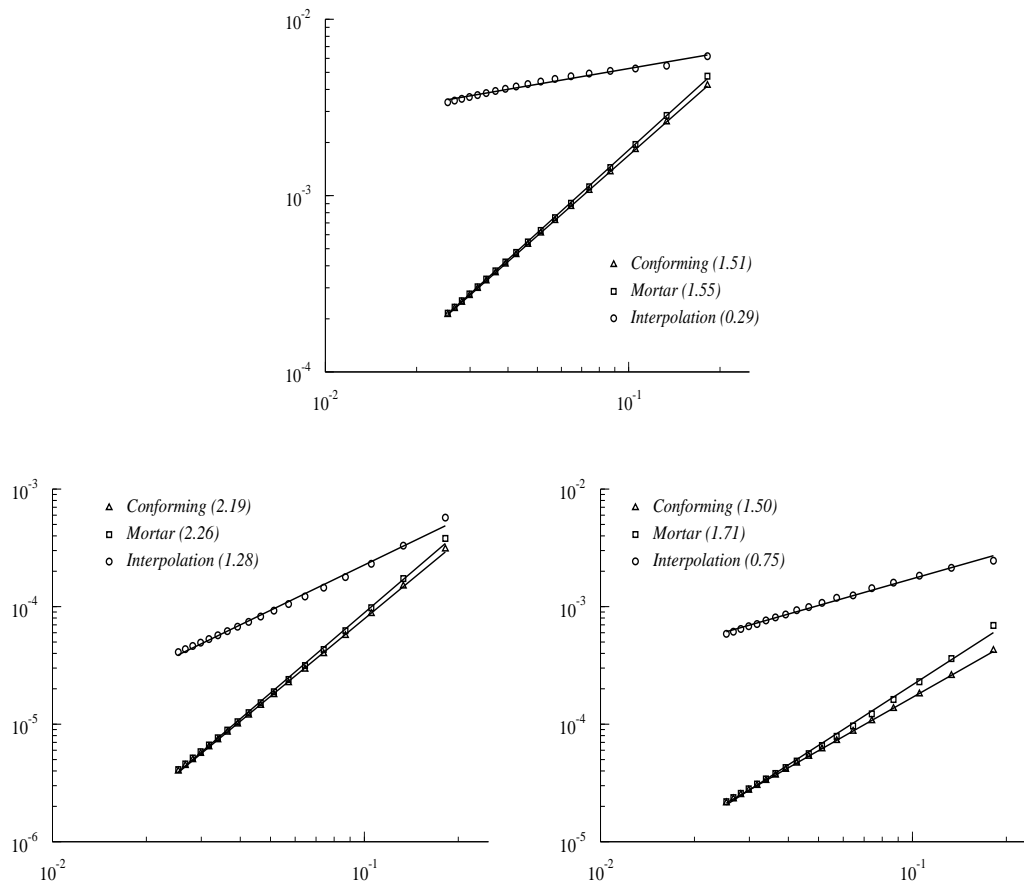 10^-2
10^-3
Conforming (1.51)
Mortar (1.55)
Interpolation (0.29)
10^-4
10^-2
10^-1
10^-3
Conforming (2.19)
Mortar (2.26)
Interpolation (1.28)
10^-4
10^-5
10^-6
10^-2
10^-1
10^-2
Conforming (1.50)
Mortar (1.71)
Interpolation (0.75)
10^-3
10^-4
10^-5
10^-2
10^-1